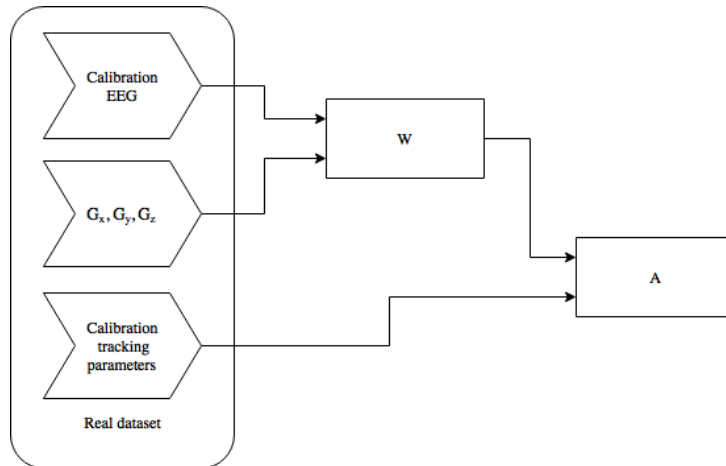 Calibration
EEG
W
Gx, Gy, Gz
A
Calibration
tracking
parameters
Real dataset